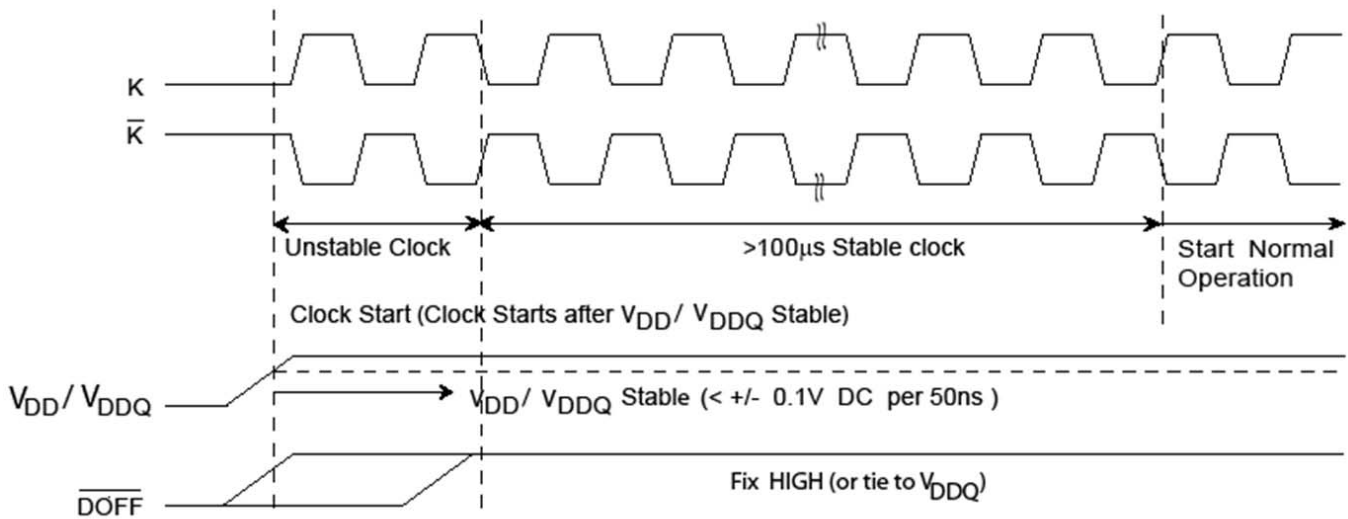 K
K̅
Unstable Clock
>100µs Stable clock
Start Normal
Operation
Clock Start (Clock Starts after VDD/ VDDQ Stable)
VDD/ VDDQ
VDD/ VDDQ Stable (< +/- 0.1V DC per 50ns )
D̅O̅F̅F̅
Fix HIGH (or tie to VDDQ)